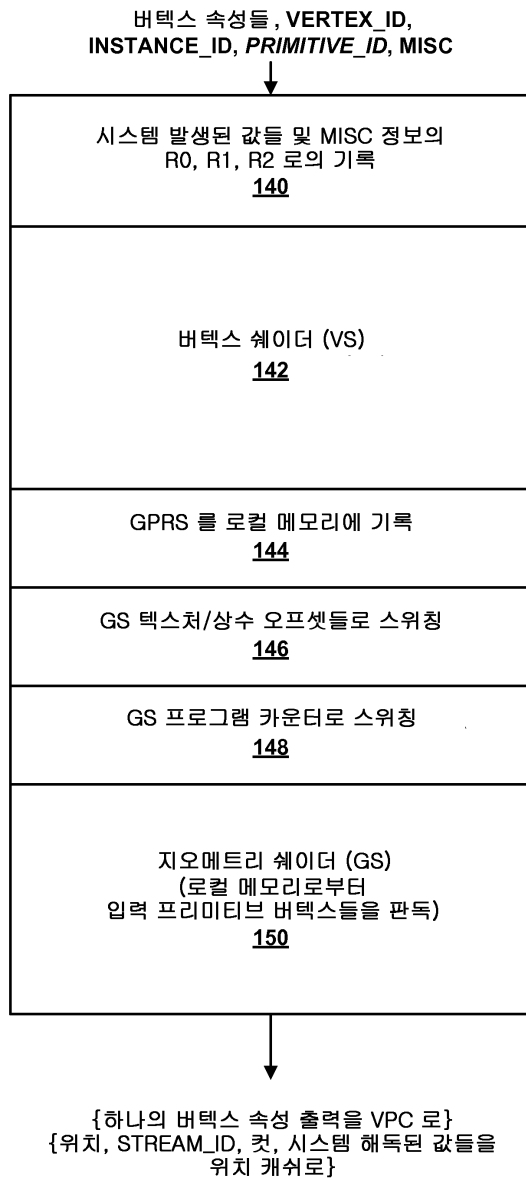 버텍스 속성들, VERTEX_ID,
INSTANCE_ID, PRIMITIVE_ID, MISC
시스템 발생된 값들 및 MISC 정보의
R0, R1, R2 로의 기록
140
버텍스 쉐이더 (VS)
142
GPRS 를 로컬 메모리에 기록
144
GS 텍스처/상수 오프셋들로 스위칭
146
GS 프로그램 카운터로 스위칭
148
지오메트리 쉐이더 (GS)
(로컬 메모리로부터
입력 프리미티브 버텍스들을 판독)
150
{하나의 버텍스 속성 출력을 VPC 로}
{위치, STREAM_ID, 컷, 시스템 해독된 값들을
위치 캐쉬로}